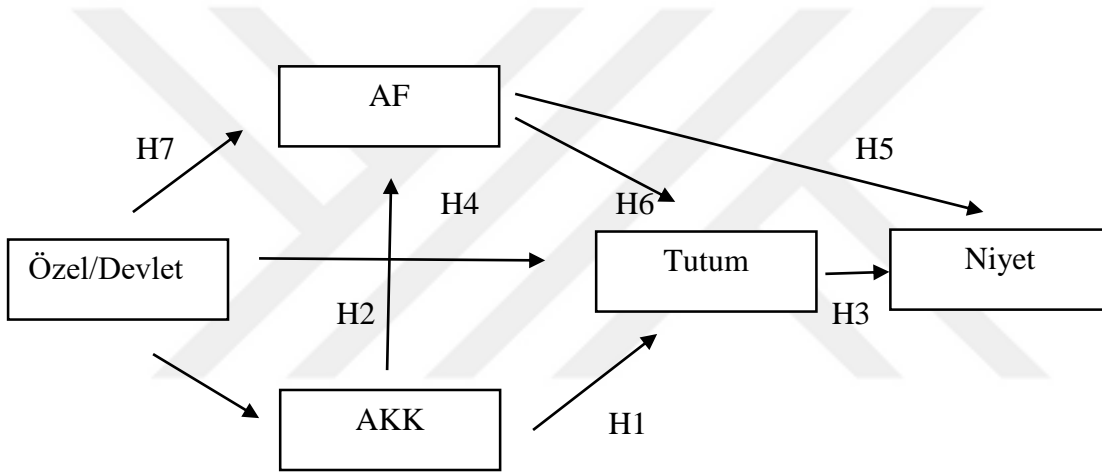 AF
H7
H5
H4
H6
Özel/Devlet
Tutum
Niyet
H2
H3
AKK
H1